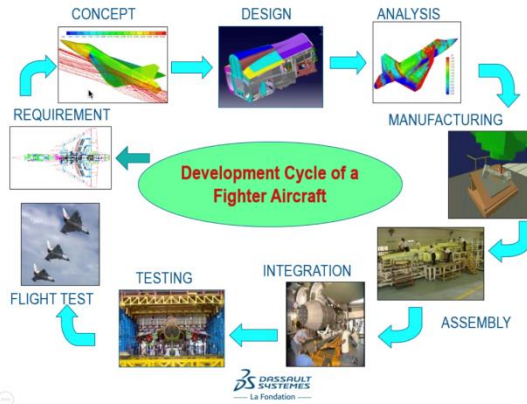 CONCEPT
DESIGN
ANALYSIS
REQUIREMENT
MANUFACTURING
Development Cycle of a
Fighter Aircraft
TESTING
INTEGRATION
FLIGHT TEST
ASSEMBLY
DASSAULT
SYSTEMES
La Fondation